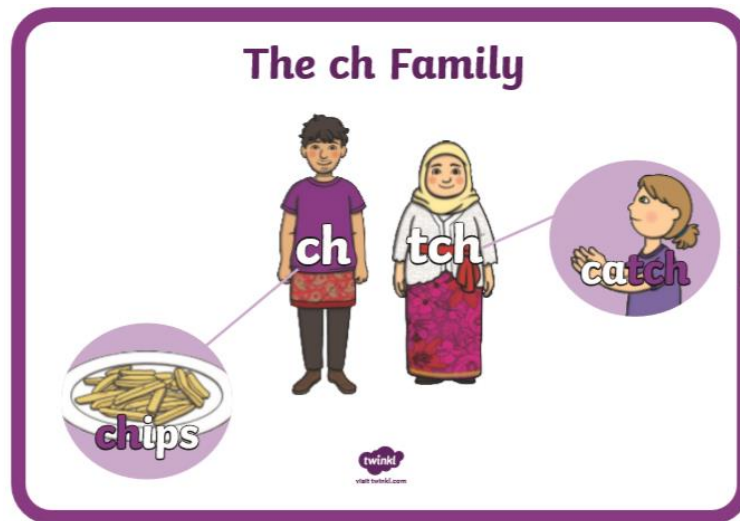 The ch Family
ch
tch
catch
chips
twinkl
visit twinkl.com